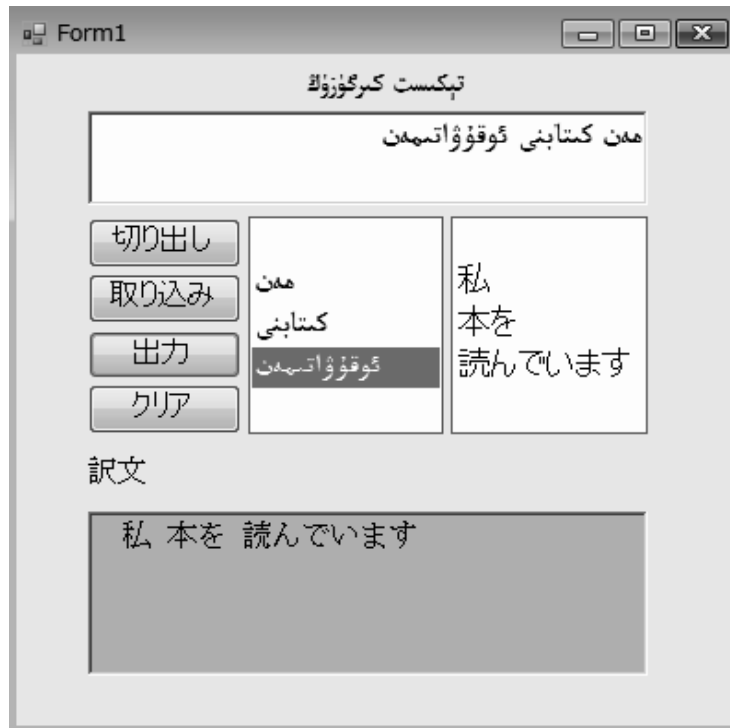 Form1
تېكىست كىرگۈزۈڭ
مەن كىتابنى ئوقۇۋاتىمەن
切り出し
取り込み
出力
クリア
مەن
كىتابنى
ئوقۇۋاتىمەن
私
本を
読んでいます
訳文
私 本を 読んでいます